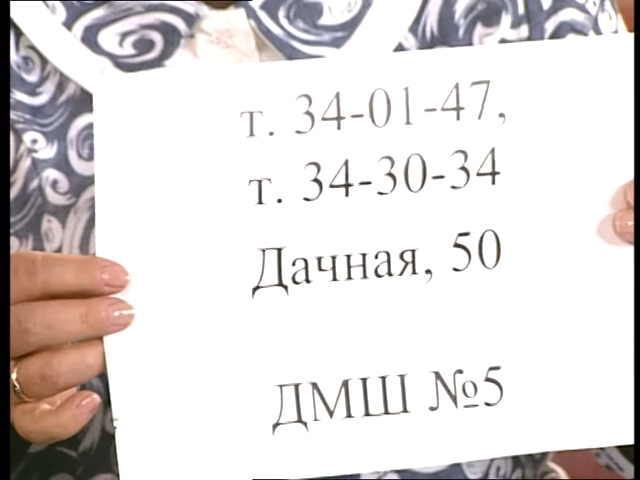 т. 34-01-47,
т. 34-30-34
Дачная, 50
ДМШ №5